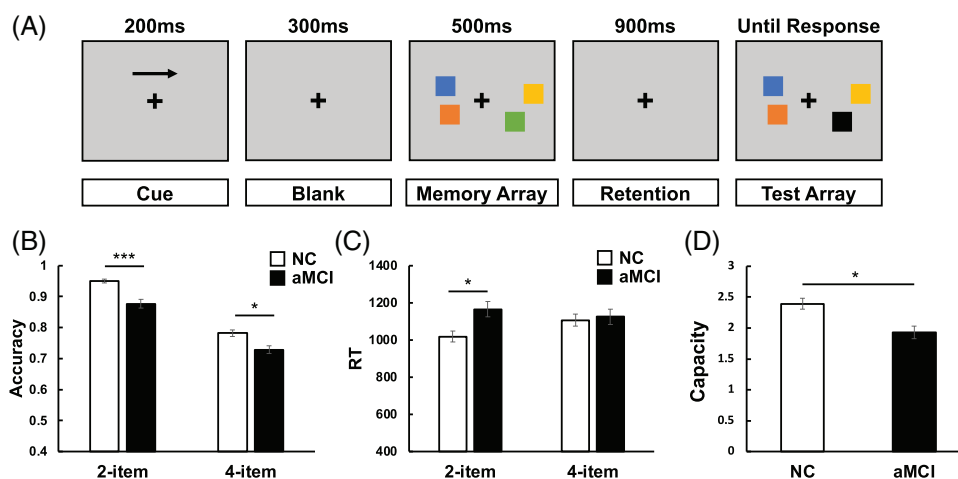 (A)
200ms 300ms 500ms 900ms Until Response
Cue Blank Memory Array Retention Test Array
(B)
Accuracy
1
0.9
0.8
0.7
0.6
0.5
0.4
***
*
NC
aMCI
2-item 4-item
(C)
RT
1400
1200
1000
800
600
400
*
NC
aMCI
2-item 4-item
(D)
Capacity
3
2.5
2
1.5
1
0.5
0
*
NC aMCI